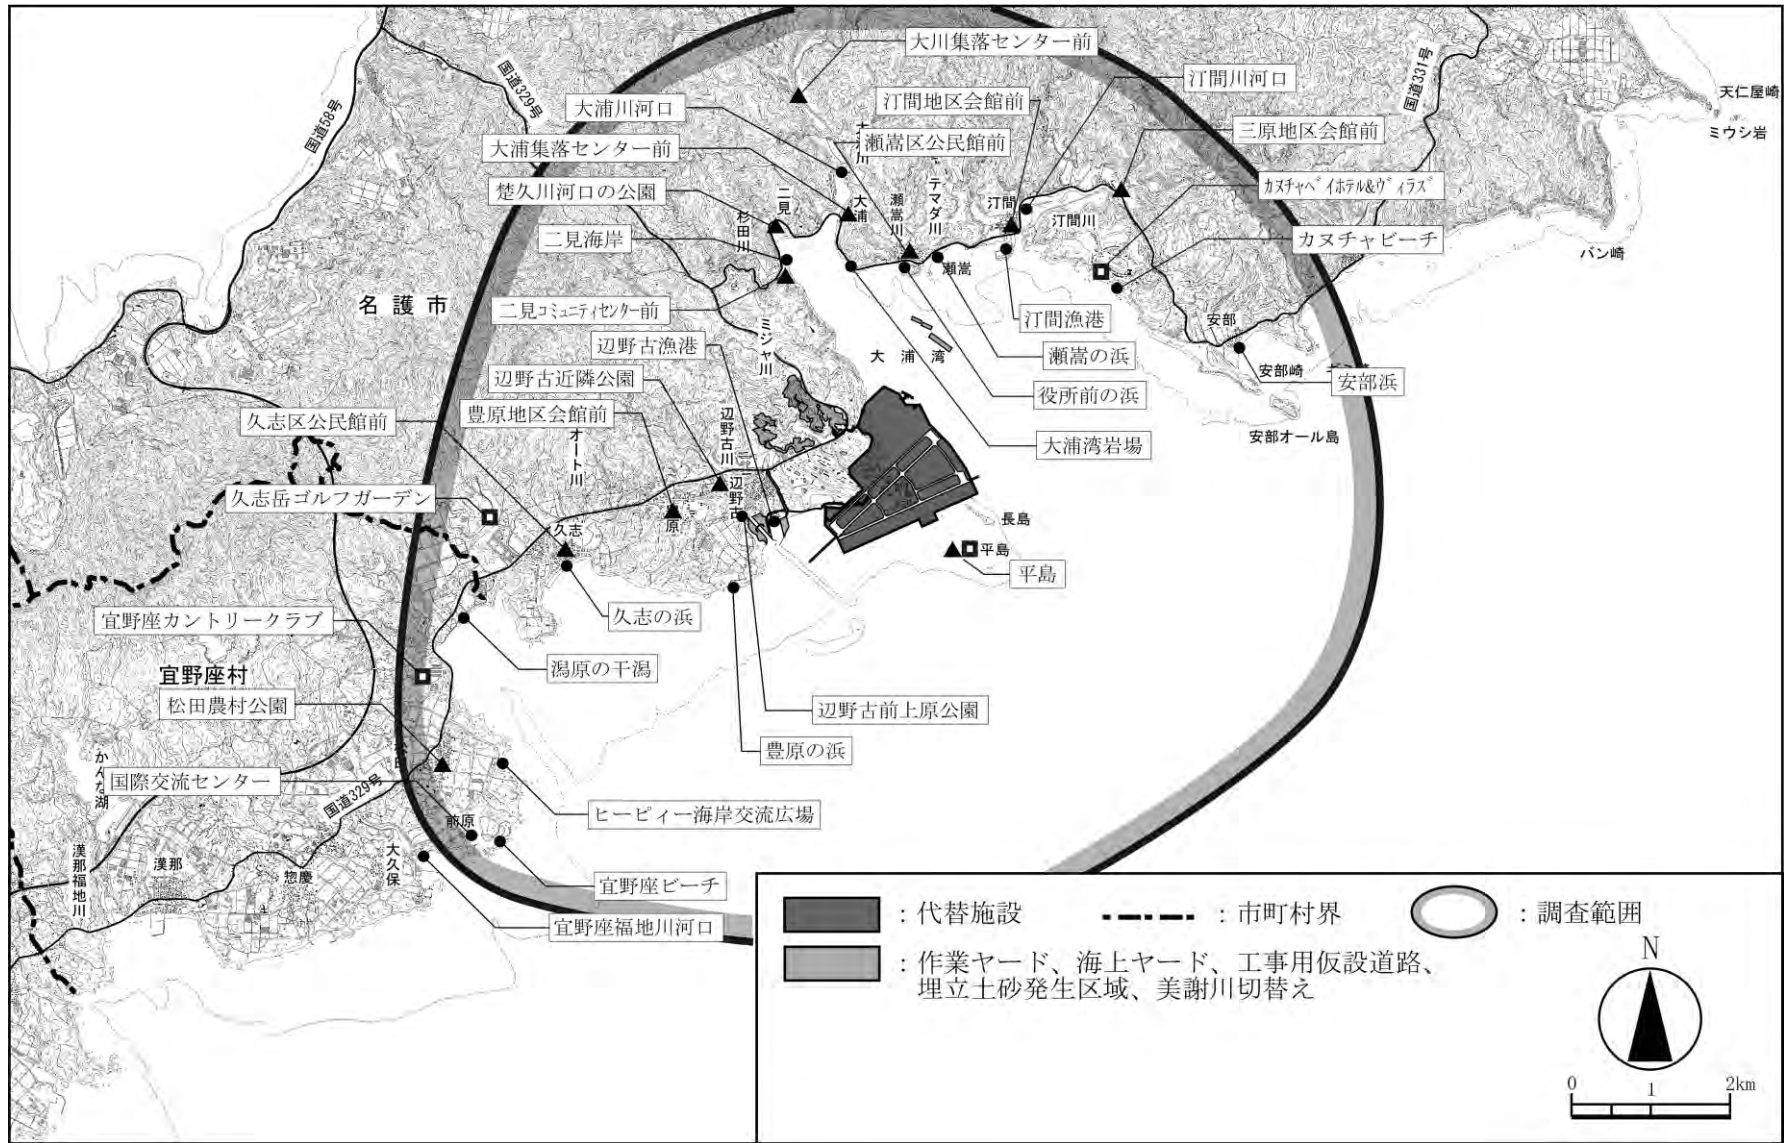 大川集落センター前
汀間川河口
国道331号
国道329号
国道58号
大浦川河口
汀間地区会館前
瀬嵩区公民館前
三原地区会館前
天仁屋崎
ミウシ岩
大浦集落センター前
カヌチャベイホテル&ヴィラズ
楚久川河口の公園
二見
大浦
瀬嵩川
テマダ川
汀間
汀間川
杉田川
二見海岸
カヌチャビーチ
バン崎
瀬嵩
名護市
二見コミュニティセンター前
汀間漁港
安部
辺野古漁港
ミジャ川
大浦湾
瀬嵩の浜
安部崎
安部浜
辺野古近隣公園
役所前の浜
豊原地区会館前
久志区公民館前
オート川
辺野古川
安部オール島
大浦湾岩場
辺野古
久志岳ゴルフガーデン
原
久志
長島
平島
平島
宜野座カントリークラブ
久志の浜
潟原の干潟
宜野座村
松田農村公園
辺野古前上原公園
豊原の浜
かんな湖
国際交流センター
国道329号
ヒーピィー海岸交流広場
前原
漢那福地川
漢那
惣慶
大久保
宜野座ビーチ
宜野座福地川河口
：代替施設
：市町村界
：調査範囲
：作業ヤード、海上ヤード、工事用仮設道路、
埋立土砂発生区域、美謝川切替え
N
0 1 2km